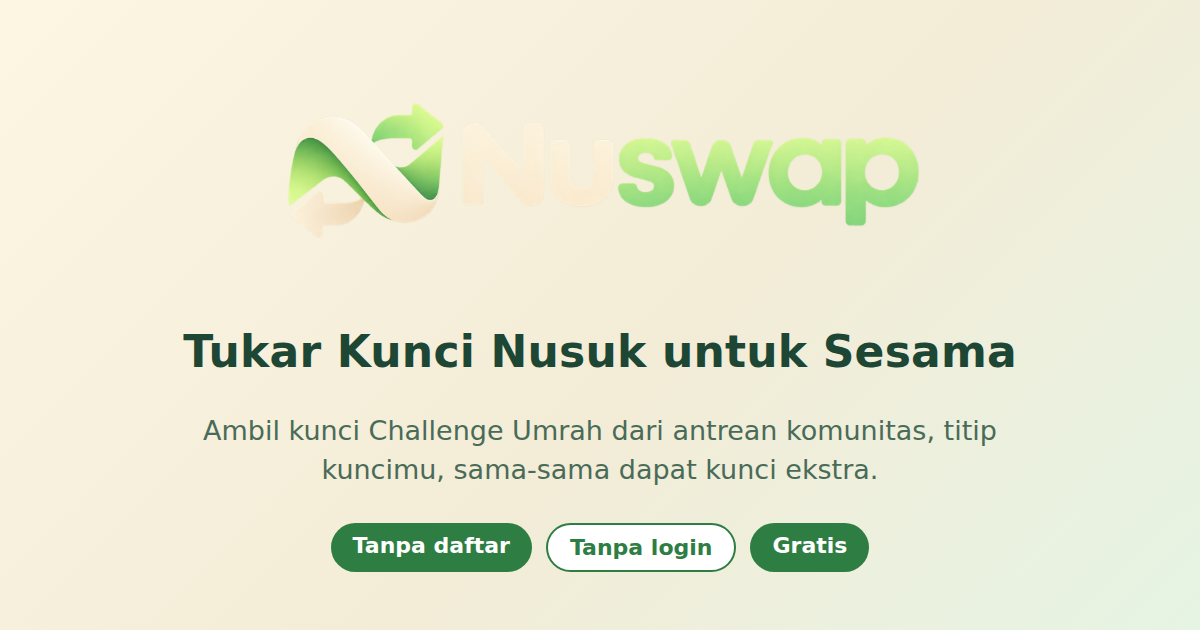 Nuswap
Tukar Kunci Nusuk untuk Sesama
Ambil kunci Challenge Umrah dari antrean komunitas, titip
kuncimu, sama-sama dapat kunci ekstra.
Tanpa daftar Tanpa login Gratis